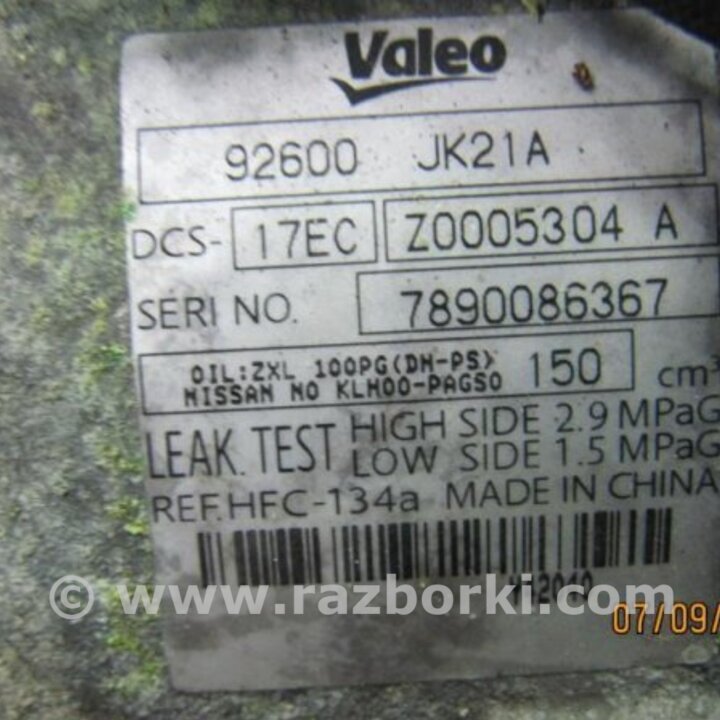 Valeo
92600 JK21A
DCS- 17EC Z0005304 A
SERI NO. 7890086367
OIL:ZXL 100PG(DH-PS) 150 cm³
NISSAN NO KLH00-PAGS0
LEAK. TEST HIGH SIDE 2.9 MPaG
LOW SIDE 1.5 MPaG
REF.HFC-134a MADE IN CHINA
© www.razborki.com
07/09/